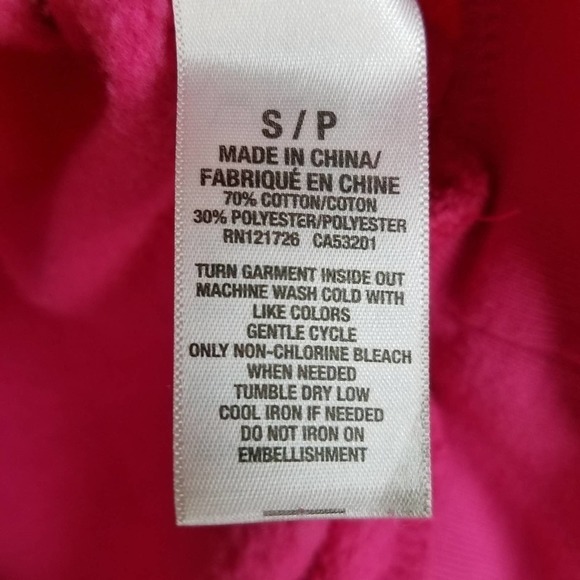 S / P
MADE IN CHINA/
FABRIQUÉ EN CHINE
70% COTTON/COTON
30% POLYESTER/POLYESTER
RN121726 CA53201
TURN GARMENT INSIDE OUT
MACHINE WASH COLD WITH
LIKE COLORS
GENTLE CYCLE
ONLY NON-CHLORINE BLEACH
WHEN NEEDED
TUMBLE DRY LOW
COOL IRON IF NEEDED
DO NOT IRON ON
EMBELLISHMENT